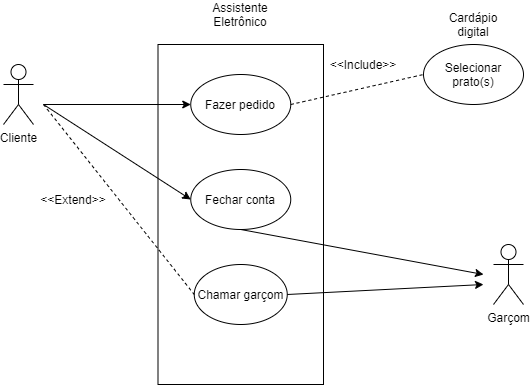 Assistente
Eletrônico
Cardápio
digital
<<Include>>
Selecionar
prato(s)
Fazer pedido
Cliente
<<Extend>>
Fechar conta
Chamar garçom
Garçom